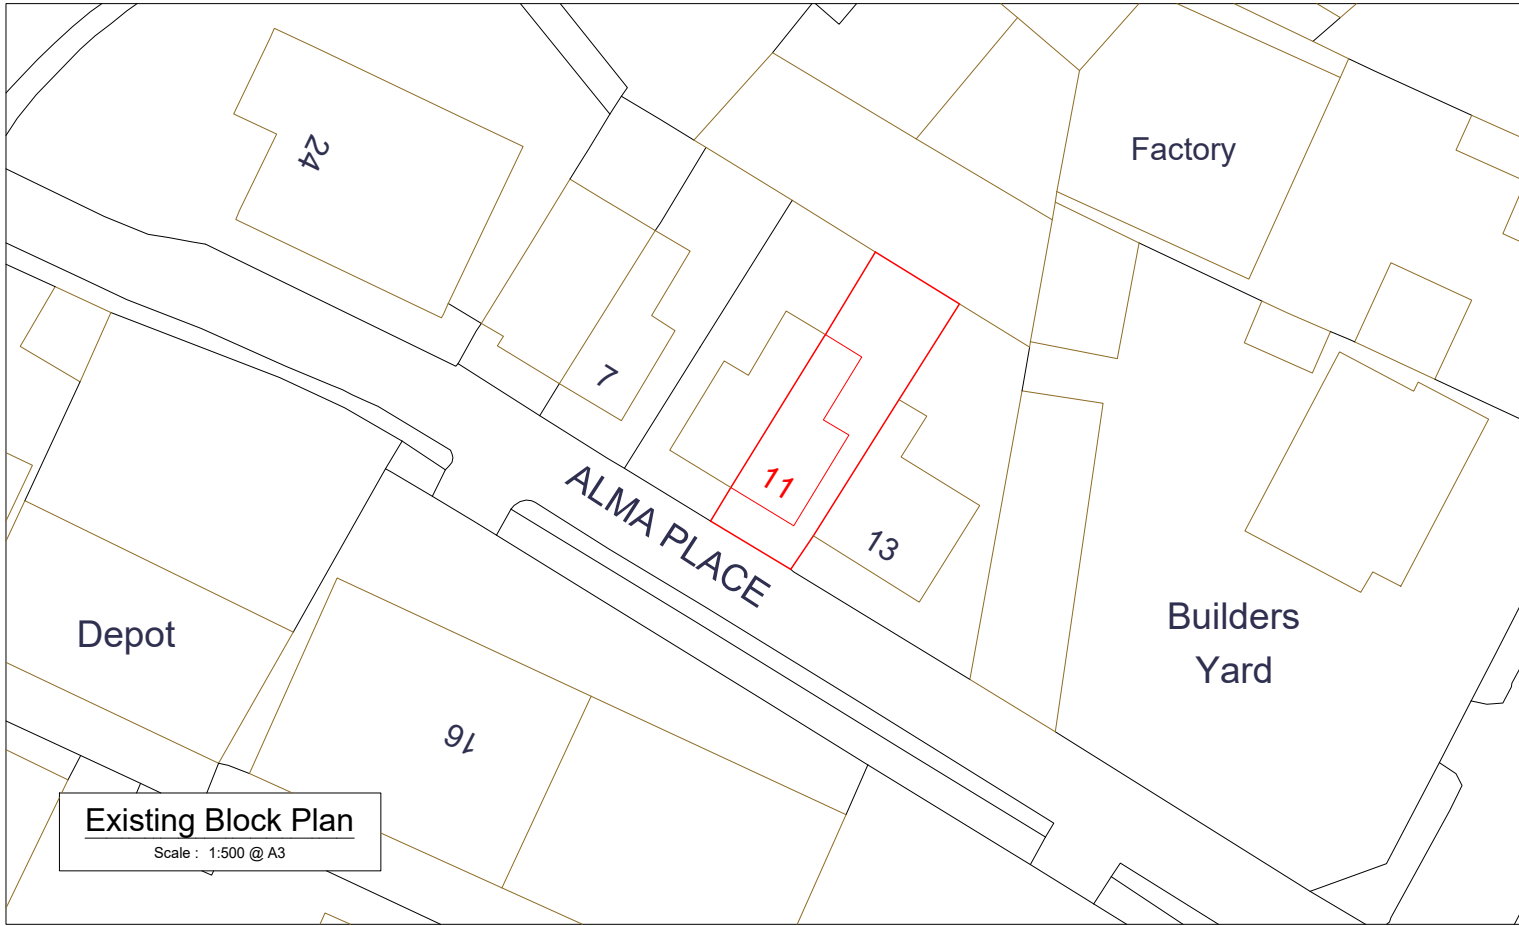 24
Factory
7
11
ALMA PLACE
13
Builders
Yard
Depot
16
Existing Block Plan
Scale : 1:500 @ A3